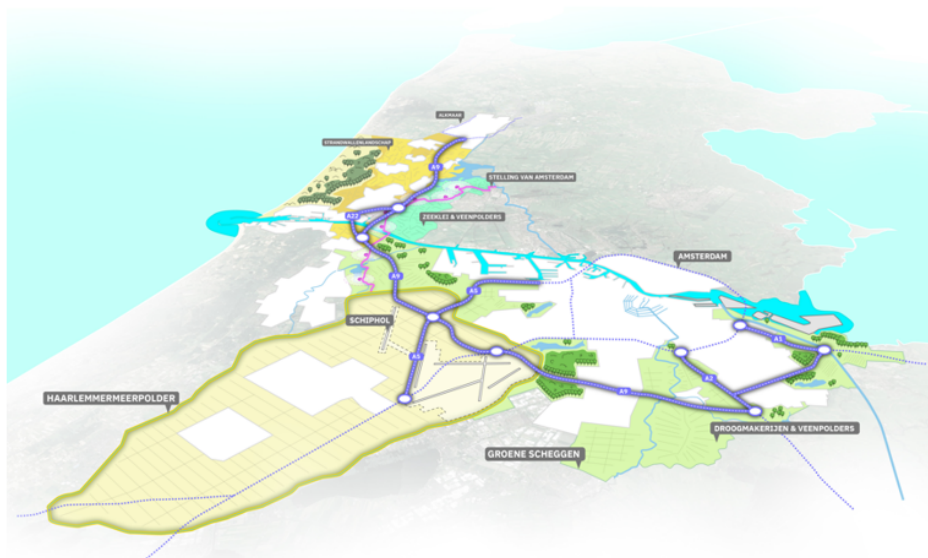 ALKMAAR
STRANDWALLENLANDSCHAP
A9
STELLING VAN AMSTERDAM
A22
ZEEKLEI & VEENPOLDERS
AMSTERDAM
A9
A5
SCHIPHOL
A1
A5
A2
A9
HAARLEMMERMEERPOLDER
DROOGMAKERIJEN & VEENPOLDERS
GROENE SCHEGGEN